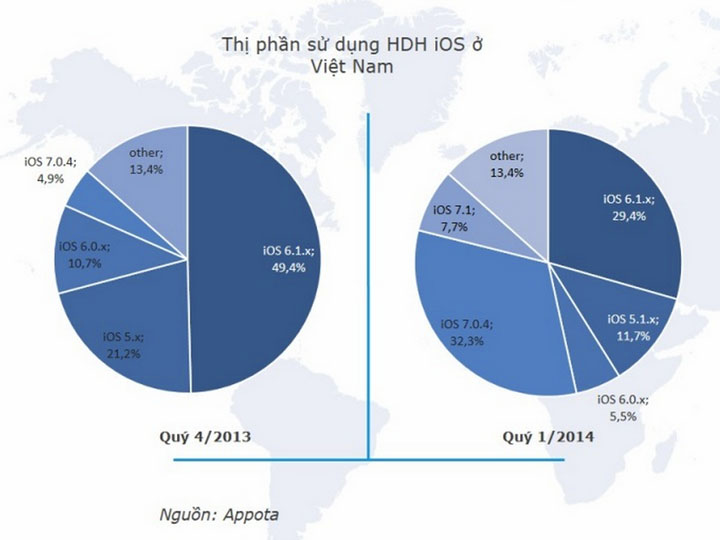 Thị phần sử dụng HDH iOS ở
Việt Nam
other;
13,4%
iOS 7.0.4;
4,9%
iOS 6.0.x;
10,7%
iOS 5.x;
21,2%
iOS 6.1.x;
49,4%
Quý 4/2013
other;
13,4%
iOS 7.1;
7,7%
iOS 7.0.4;
32,3%
iOS 6.1.x;
29,4%
iOS 5.1.x;
11,7%
iOS 6.0.x;
5,5%
Quý 1/2014
Nguồn: Appota